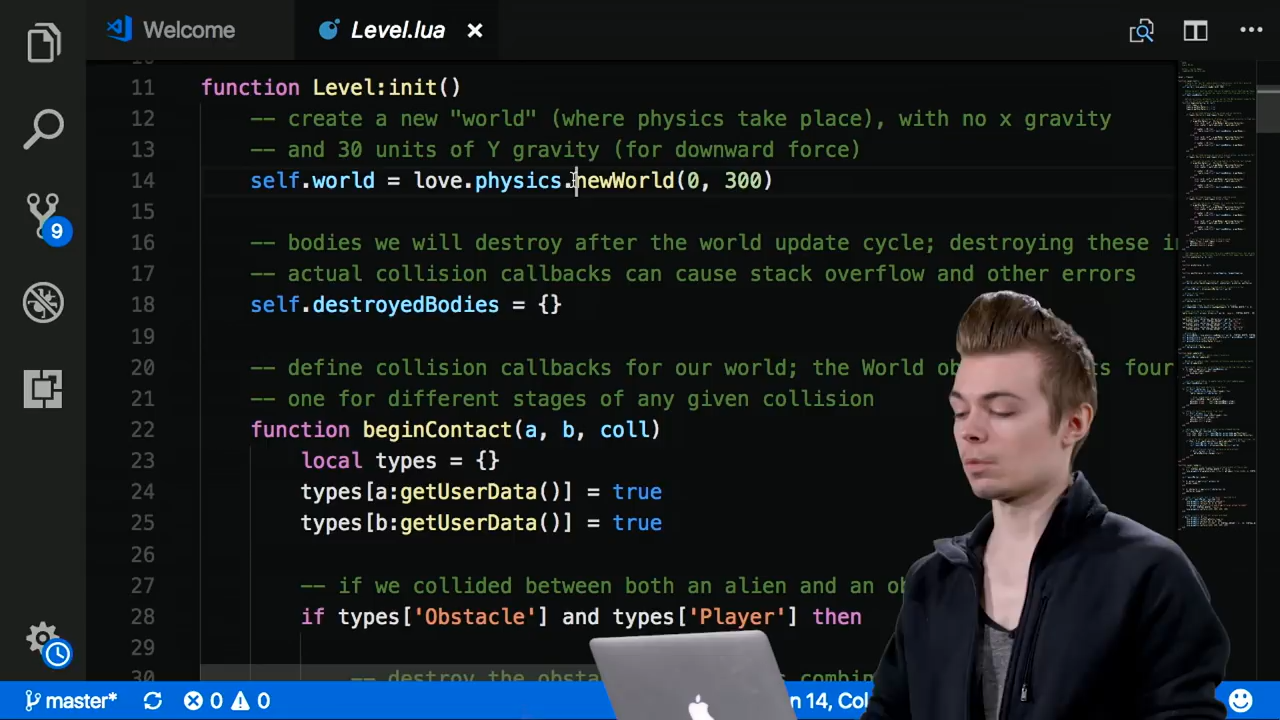 Welcome
Level.lua
11 function Level:init()
12 -- create a new "world" (where physics take place), with no x gravity
13 -- and 30 units of Y gravity (for downward force)
14 self.world = love.physics.newWorld(0, 300)
15
16 -- bodies we will destroy after the world update cycle; destroying these
17 -- actual collision callbacks can cause stack overflow and other errors
18 self.destroyedBodies = {}
19
20 -- define collision callbacks for our world; the World four
21 -- one for different stages of any given collision
22 function beginContact(a, b, coll)
23 local types = {}
24 types[a:getUserData()] = true
25 types[b:getUserData()] = true
26
27 -- if we collided between both an alien and an
28 if types['Obstacle'] and types['Player'] then
29
30 -- destroy the
9
master* 0 0 14,